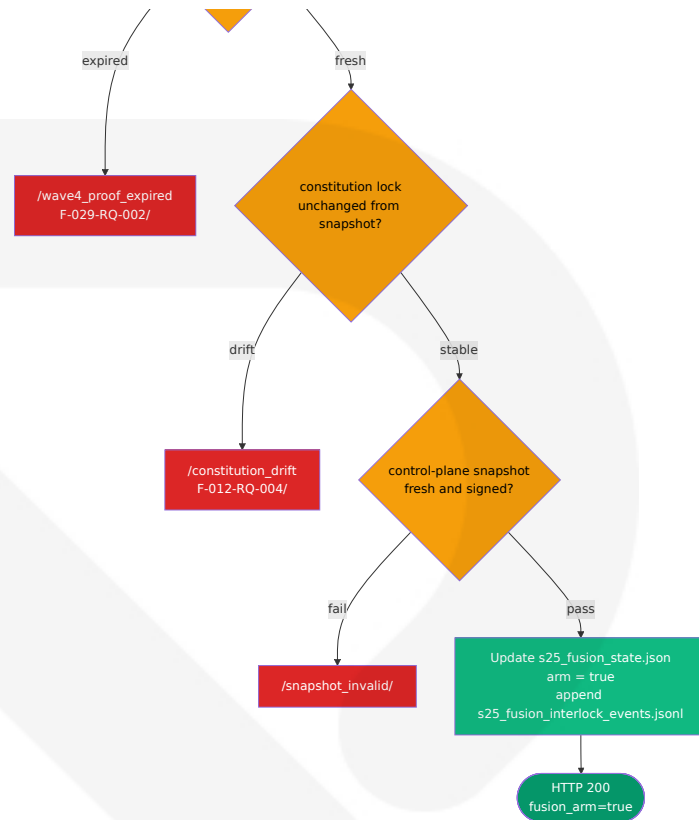 expired
fresh
/wave4_proof_expired
F-029-RQ-002/
constitution lock
unchanged from
snapshot?
drift
stable
/constitution_drift
F-012-RQ-004/
control-plane snapshot
fresh and signed?
fail
pass
/snapshot_invalid/
Update s25_fusion_state.json
arm = true
append
s25_fusion_interlock_events.jsonl
HTTP 200
fusion_arm=true